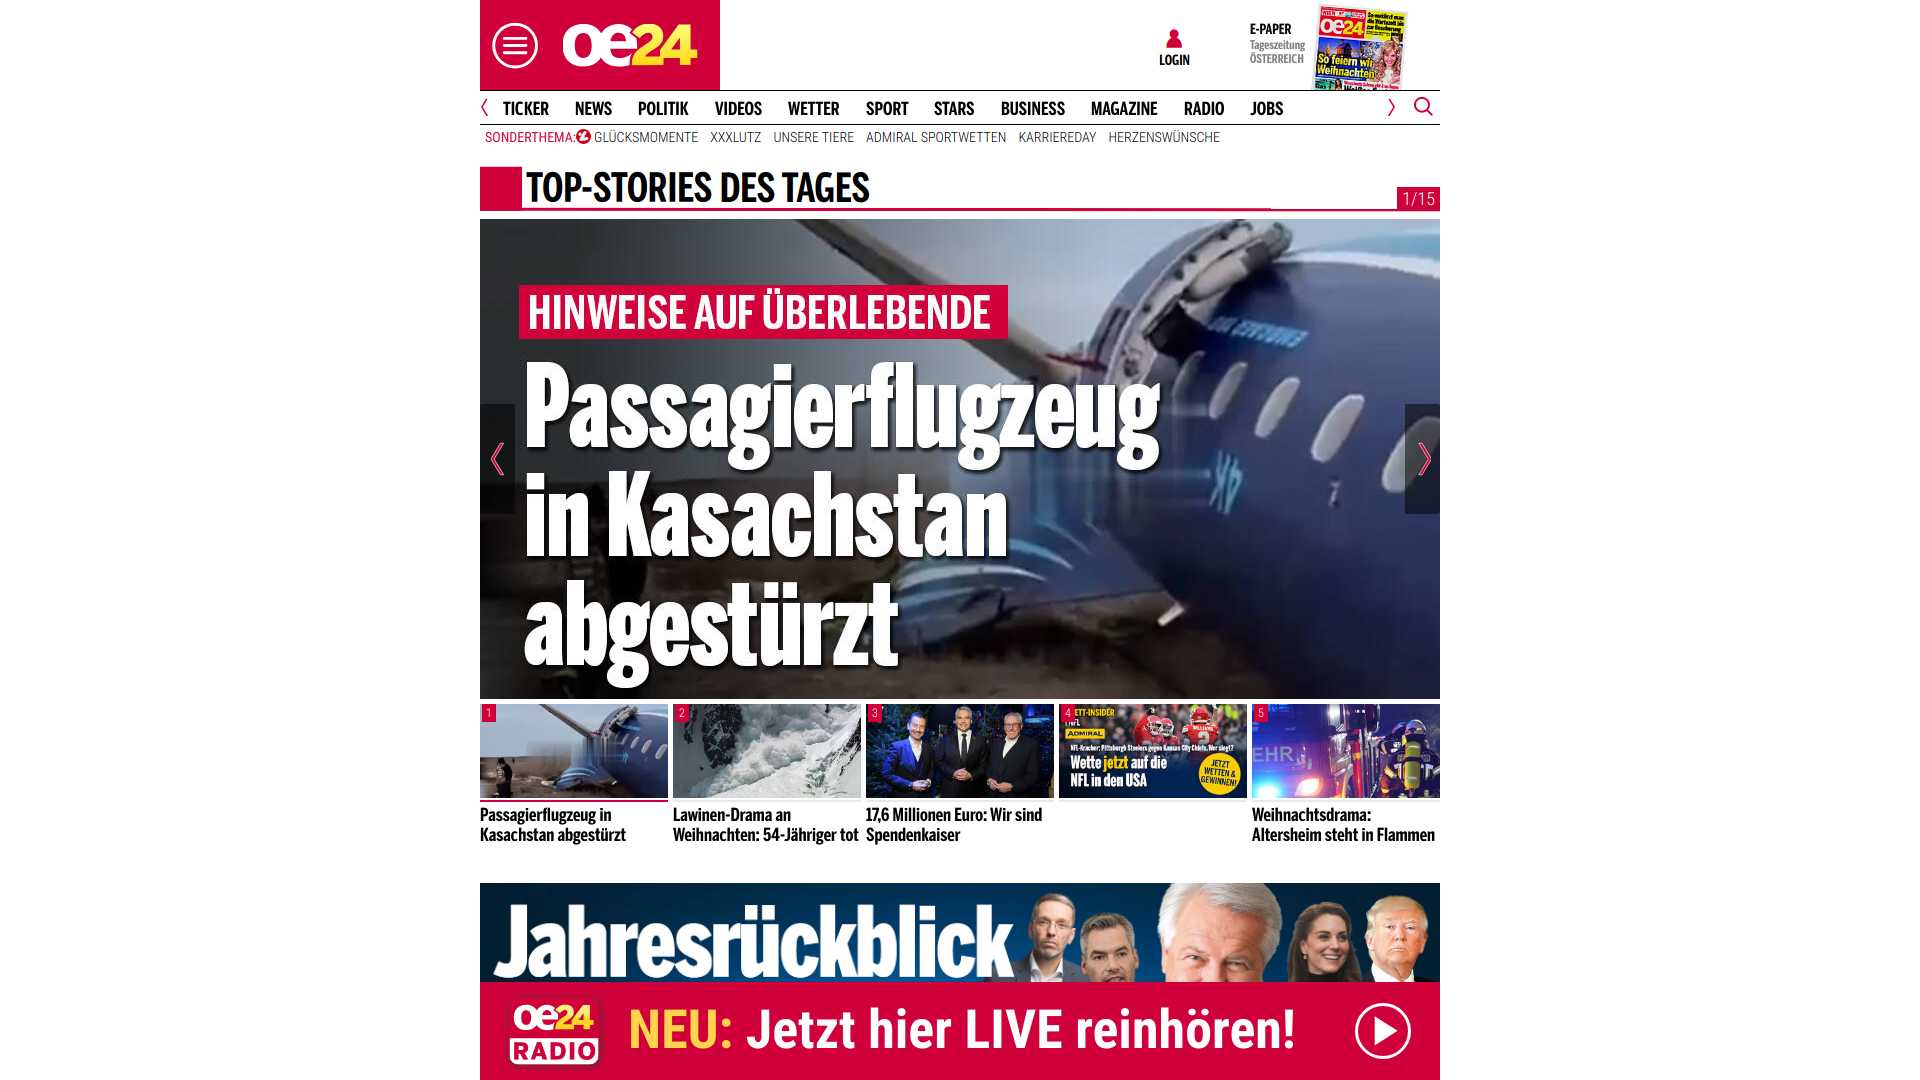 oe24
LOGIN
E-PAPER
Tageszeitung
ÖSTERREICH
oe24
So feiern wir
Weihnachten
TICKER NEWS POLITIK VIDEOS WETTER SPORT STARS BUSINESS MAGAZINE RADIO JOBS
SONDERTHEMA: GLÜCKSMOMENTE XXXLUTZ UNSERE TIERE ADMIRAL SPORTWETTEN KARRIEREDAY HERZENSWÜNSCHE
TOP-STORIES DES TAGES
1/15
HINWEISE AUF ÜBERLEBENDE
Passagierflugzeug
in Kasachstan
abgestürzt
1
2
3
4
5
WETT-INSIDER
NFL
ADMIRAL
NFL-Kracher: Pittsburgh Steelers gegen Kansas City Chiefs. Wer siegt?
Wette jetzt auf die
NFL in den USA
JETZT
WETTEN &
GEWINNEN!
Passagierflugzeug in
Kasachstan abgestürzt
Lawinen-Drama an
Weihnachten: 54-Jähriger tot
17,6 Millionen Euro: Wir sind
Spendenkaiser
Weihnachtsdrama:
Altersheim steht in Flammen
Jahresrückblick
oe24
RADIO
NEU: Jetzt hier LIVE reinhören!